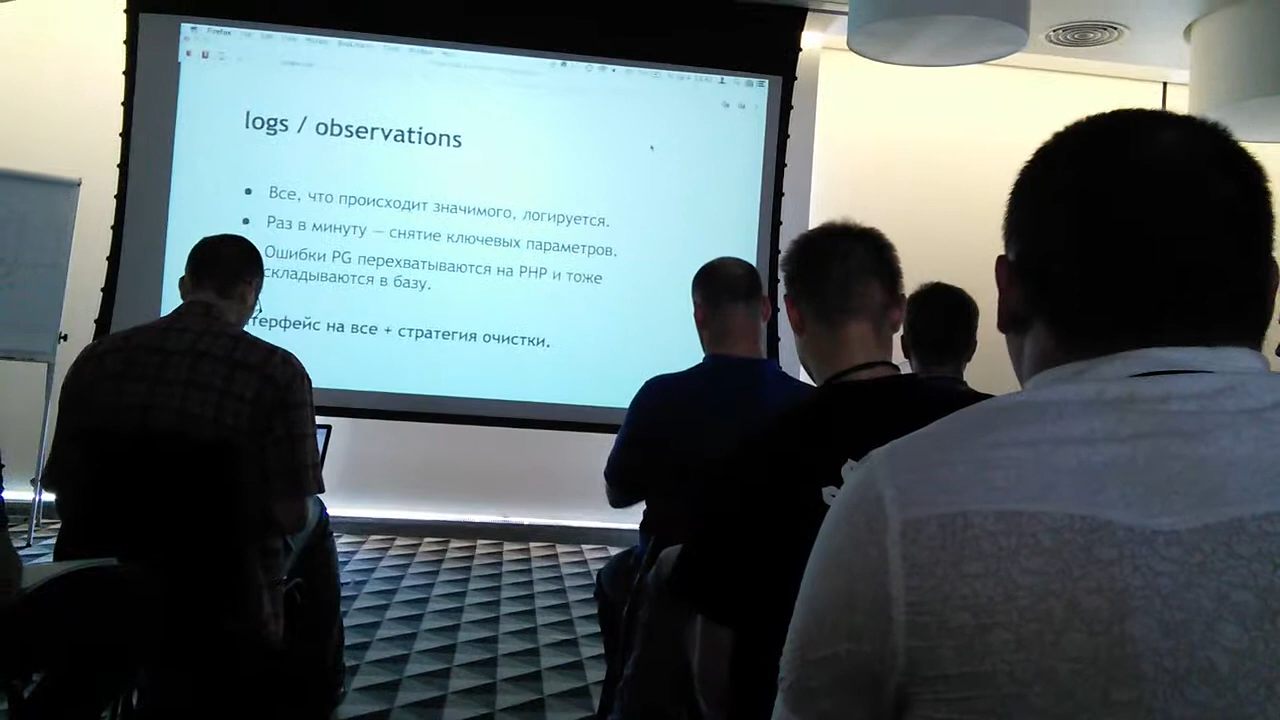 Firefox
logs / observations
Все, что происходит значимого, логируется.
Раз в минуту — снятие ключевых параметров.
Ошибки PG перехватываются на PHP и тоже
складываются в базу.
терфейс на все + стратегия очистки.